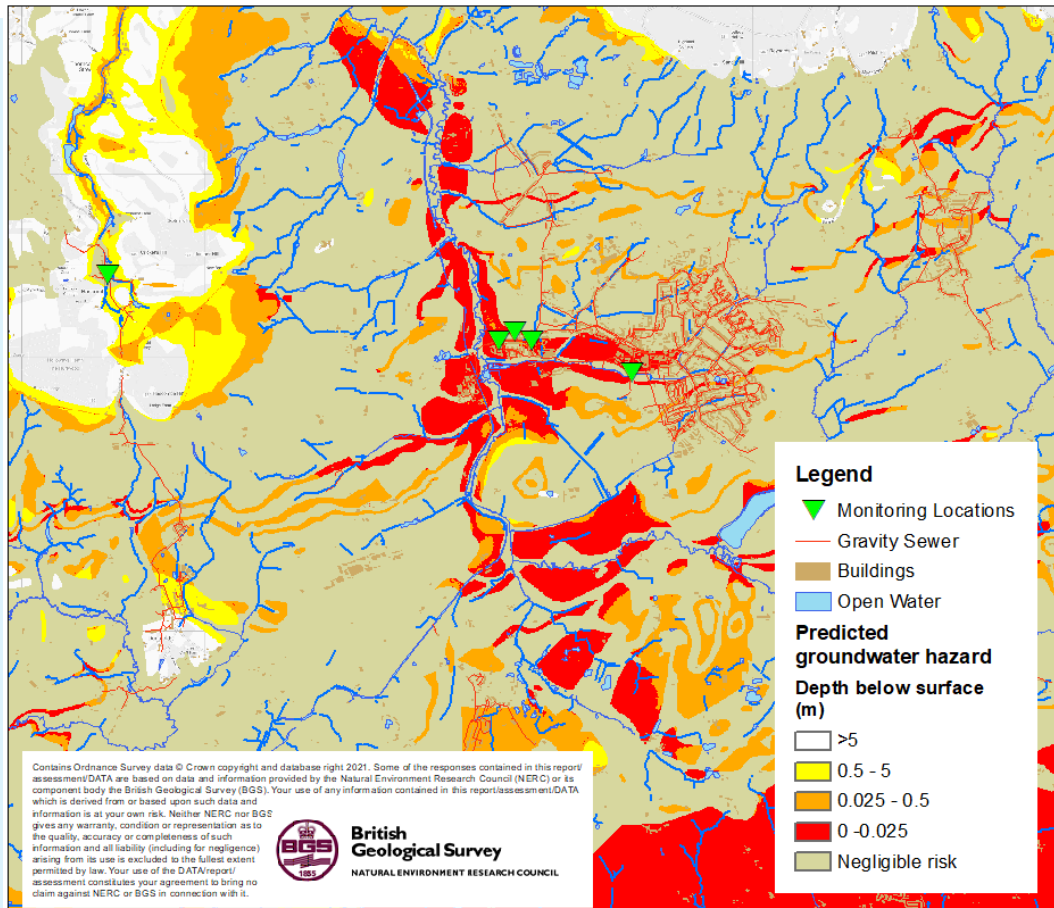 Legend
Monitoring Locations
Gravity Sewer
Buildings
Open Water
Predicted
groundwater hazard
Depth below surface
(m)
>5
0.5 - 5
0.025 - 0.5
0 -0.025
Negligible risk
Contains Ordnance Survey data © Crown copyright and database right 2021. Some of the responses contained in this report/
assessment/DATA are based on data and information provided by the Natural Environment Research Council (NERC) or its
component body the British Geological Survey (BGS). Your use of any information contained in this report/assessment/DATA
which is derived from or based upon such data and
information is at your own risk. Neither NERC nor BGS
gives any warranty, condition or representation as to
the quality, accuracy or completeness of such
information and all liability (including for negligence)
arising from its use is excluded to the fullest extent
permitted by law. Your use of the DATA/report/
assessment constitutes your agreement to bring no
claim against NERC or BGS in connection with it.
BGS
1835
British
Geological Survey
NATURAL ENVIRONMENT RESEARCH COUNCIL